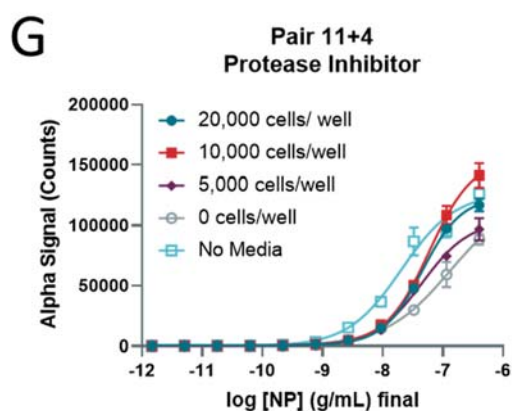 G
Pair 11+4
Protease Inhibitor
Alpha Signal (Counts)
200000
150000
100000
50000
0
20,000 cells/ well
10,000 cells/well
5,000 cells/well
0 cells/well
No Media
-12 -11 -10 -9 -8 -7 -6
log [NP] (g/mL) final